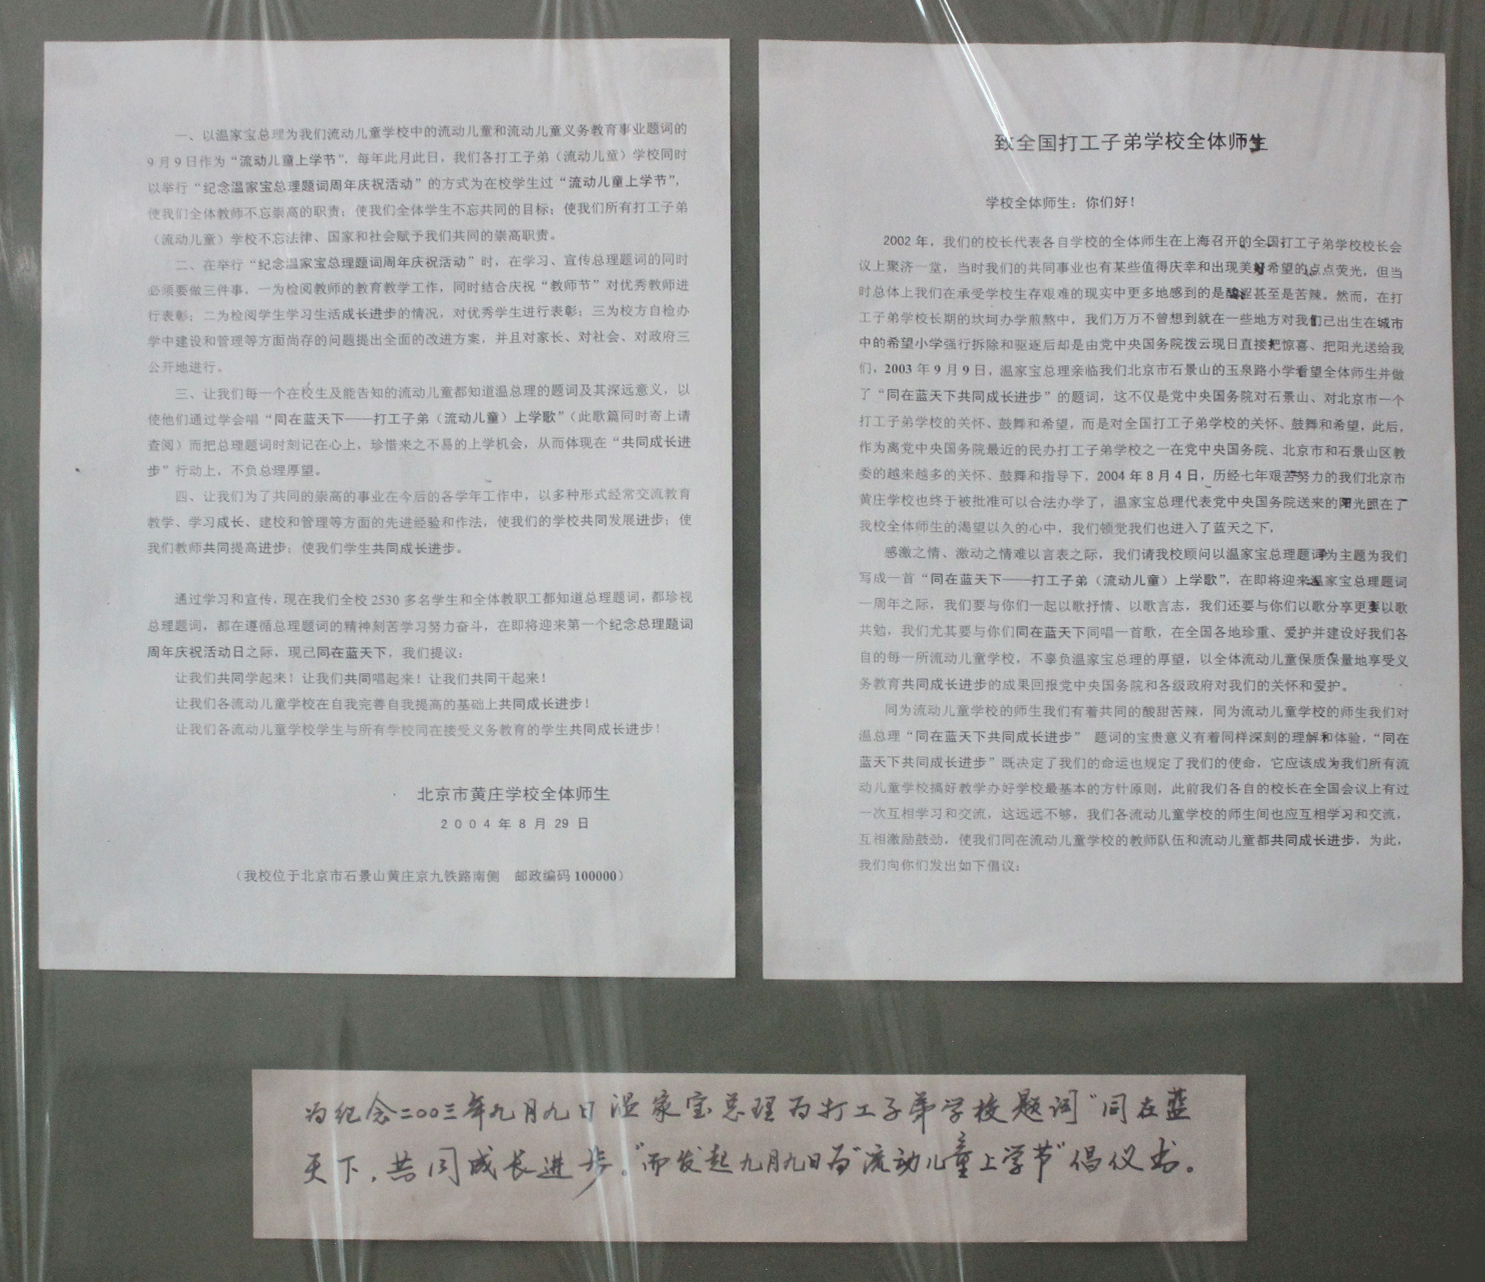 致全国打工子弟学校全体师生
学校全体师生：你们好！
2002年，我们的校长代表各自学校的全体师生在上海召开的全国打工子弟学校校长会
议上聚济一堂，当时我们的共同事业也有某些值得庆幸和出现美好希望的点点荧光，但当
时总体上我们在承受学校生存艰难的现实中更多地感到的是酸涩甚至是苦辣。然而，在打
工子弟学校长期的坎坷办学煎熬中，我们万万不曾想到就在一些地方对我们已出生在城市
中的希望小学强行拆除和驱逐后却是由党中央国务院拨云现日直接把惊喜、把阳光送给我
们，2003年9月9日，温家宝总理亲临我们北京市石景山的玉泉路小学看望全体师生并做
了“同在蓝天下共同成长进步”的题词，这不仅是党中央国务院对石景山、对北京市一个
打工子弟学校的关怀、鼓舞和希望，而是对全国打工子弟学校的关怀、鼓舞和希望，此后，
作为离党中央国务院最近的民办打工子弟学校之一在党中央国务院、北京市和石景山区教
委的越来越多的关怀、鼓舞和指导下，2004年8月4日，历经七年艰苦努力的我们北京市
黄庄学校也终于被批准可以合法办学了，温家宝总理代表党中央国务院送来的阳光照在了
我校全体师生的渴望以久的心中，我们顿觉我们也进入了蓝天之下，
感激之情、激动之情难以言表之际，我们请我校顾问以温家宝总理题词为主题为我们
写成一首“同在蓝天下——打工子弟（流动儿童）上学歌”，在即将迎来温家宝总理题词
一周年之际，我们要与你们一起以歌抒情、以歌言志，我们还要与你们以歌分享更要以歌
共勉，我们尤其要与你们同在蓝天下同唱一首歌，在全国各地珍重、爱护并建设好我们各
自的每一所流动儿童学校，不辜负温家宝总理的厚望，以全体流动儿童保质保量地享受义
务教育共同成长进步的成果回报党中央国务院和各级政府对我们的关怀和爱护。
同为流动儿童学校的师生我们有着共同的酸甜苦辣，同为流动儿童学校的师生我们对
温总理“同在蓝天下共同成长进步” 题词的宝贵意义有着同样深刻的理解和体验，“同在
蓝天下共同成长进步”既决定了我们的命运也规定了我们的使命，它应该成为我们所有流
动儿童学校搞好教学办好学校最基本的方针原则，此前我们各自的校长在全国会议上有过
一次互相学习和交流，这远远不够，我们各流动儿童学校的师生间也应互相学习和交流，
互相激励鼓劲，使我们同在流动儿童学校的教师队伍和流动儿童都共同成长进步，为此，
我们向你们发出如下倡议：
一、以温家宝总理为我们流动儿童学校中的流动儿童和流动儿童义务教育事业题词的
9月9日作为“流动儿童上学节”，每年此月此日，我们各打工子弟（流动儿童）学校同时
以举行“纪念温家宝总理题词周年庆祝活动”的方式为在校学生过“流动儿童上学节”，
使我们全体教师不忘崇高的职责；使我们全体学生不忘共同的目标；使我们所有打工子弟
（流动儿童）学校不忘法律、国家和社会赋予我们共同的崇高职责。
二、在举行“纪念温家宝总理题词周年庆祝活动”时，在学习、宣传总理题词的同时
必须要做三件事，一为检阅教师的教育教学工作，同时结合庆祝“教师节”对优秀教师进
行表彰；二为检阅学生学习生活成长进步的情况，对优秀学生进行表彰；三为校方自检办
学中建设和管理等方面尚存的问题提出全面的改进方案，并且对家长、对社会、对政府三
公开地进行。
三、让我们每一个在校生及能告知的流动儿童都知道温总理的题词及其深远意义，以
使他们通过学会唱“同在蓝天下——打工子弟（流动儿童）上学歌”（此歌篇同时寄上请
查阅）而把总理题词时刻记在心上，珍惜来之不易的上学机会，从而体现在“共同成长进
步”行动上，不负总理厚望。
四、让我们为了共同的崇高的事业在今后的各学年工作中，以多种形式经常交流教育
教学、学习成长、建校和管理等方面的先进经验和作法，使我们的学校共同发展进步；使
我们教师共同提高进步；使我们学生共同成长进步。
通过学习和宣传，现在我们全校2530多名学生和全体教职工都知道总理题词，都珍视
总理题词，都在遵循总理题词的精神刻苦学习努力奋斗，在即将迎来第一个纪念总理题词
周年庆祝活动日之际，现已同在蓝天下，我们提议：
让我们共同学起来！让我们共同唱起来！让我们共同干起来！
让我们各流动儿童学校在自我完善自我提高的基础上共同成长进步！
让我们各流动儿童学校学生与所有学校同在接受义务教育的学生共同成长进步！
北京市黄庄学校全体师生
2004年8月29日
（我校位于北京市石景山黄庄京九铁路南侧 邮政编码100000）
为纪念二00三年九月九日温家宝总理为打工子弟学校题词“同在蓝
天下，共同成长进步。”而发起九月九日为“流动儿童上学节”倡仪书。